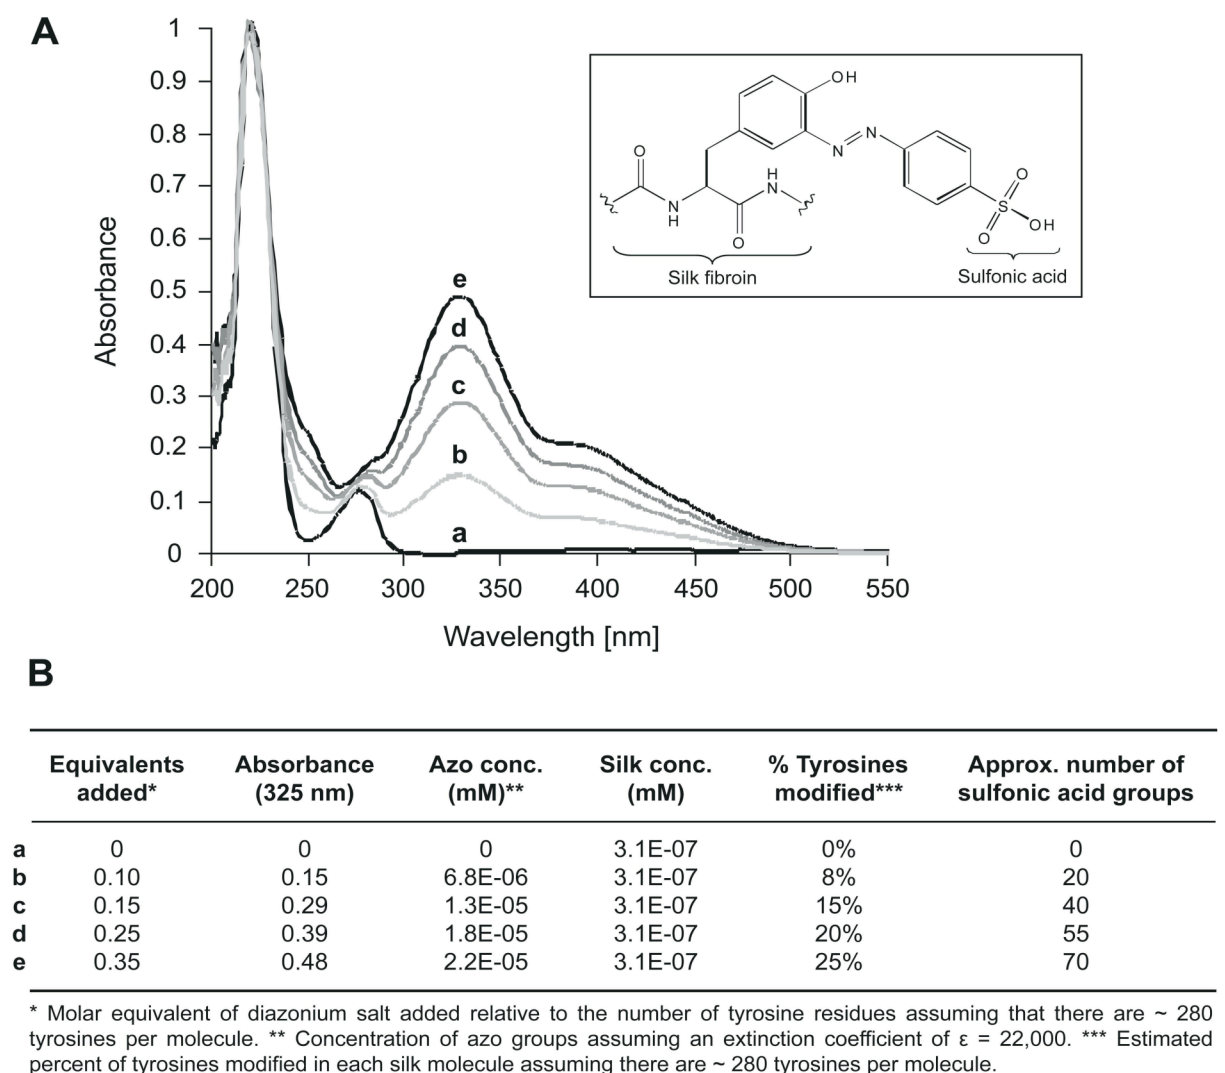 A
1
0.9
0.8
0.7
0.6
0.5
0.4
0.3
0.2
0.1
0
Absorbance
200 250 300 350 400 450 500 550
Wavelength [nm]
e
d
c
b
a
OH
N N
O
N
H
H
N
O
O
S
OH
O
Silk fibroin
Sulfonic acid
B
Equivalents Absorbance Azo conc. Silk conc. % Tyrosines Approx. number of
added* (325 nm) (mM)** (mM) modified*** sulfonic acid groups
a 0 0 0 3.1E-07 0% 0
b 0.10 0.15 6.8E-06 3.1E-07 8% 20
c 0.15 0.29 1.3E-05 3.1E-07 15% 40
d 0.25 0.39 1.8E-05 3.1E-07 20% 55
e 0.35 0.48 2.2E-05 3.1E-07 25% 70
* Molar equivalent of diazonium salt added relative to the number of tyrosine residues assuming that there are ~ 280
tyrosines per molecule. ** Concentration of azo groups assuming an extinction coefficient of ε = 22,000. *** Estimated
percent of tyrosines modified in each silk molecule assuming there are ~ 280 tyrosines per molecule.